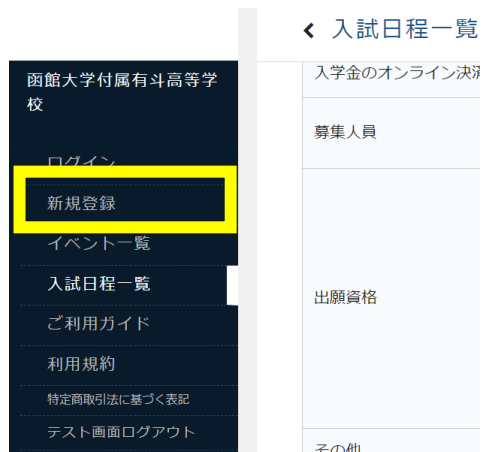 入試日程一覧
函館大学付属有斗高等学
校
ログイン
新規登録
イベント一覧
入試日程一覧
ご利用ガイド
利用規約
特定商取引法に基づく表記
テスト画面ログアウト
入学金のオンライン決済
募集人員
出願資格
その他